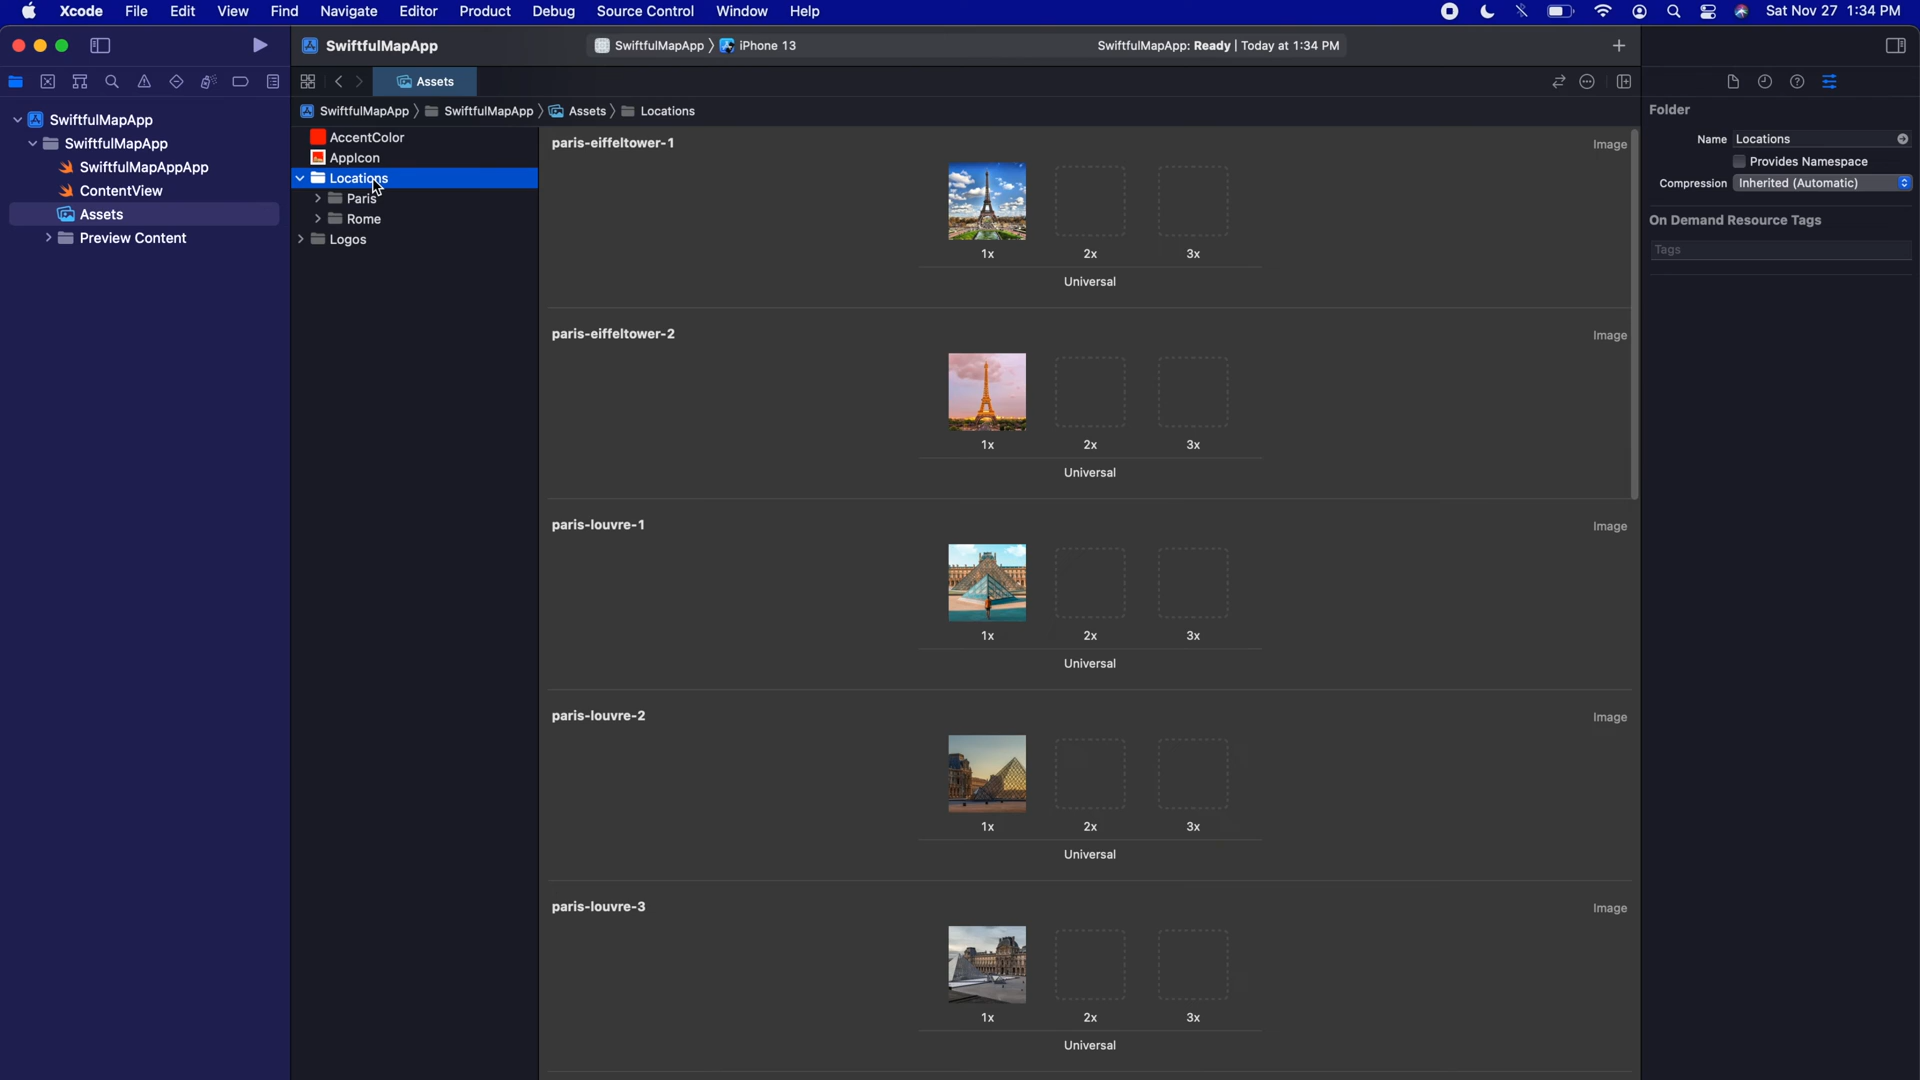 Xcode File Edit View Find Navigate Editor Product Debug Source Control Window Help Sat Nov 27 1:34 PM
SwiftfulMapApp SwiftfulMapApp iPhone 13 SwiftfulMapApp: Ready | Today at 1:34 PM
Assets
SwiftfulMapApp SwiftfulMapApp Assets Locations
SwiftfulMapApp
SwiftfulMapApp
SwiftfulMapAppApp
ContentView
Assets
Preview Content
AccentColor
AppIcon
Locations
Paris
Rome
Logos
paris-eiffeltower-1 Image
1x 2x 3x
Universal
paris-eiffeltower-2 Image
1x 2x 3x
Universal
paris-louvre-1 Image
1x 2x 3x
Universal
paris-louvre-2 Image
1x 2x 3x
Universal
paris-louvre-3 Image
1x 2x 3x
Universal
Folder
Name Locations
Provides Namespace
Compression Inherited (Automatic)
On Demand Resource Tags
Tags